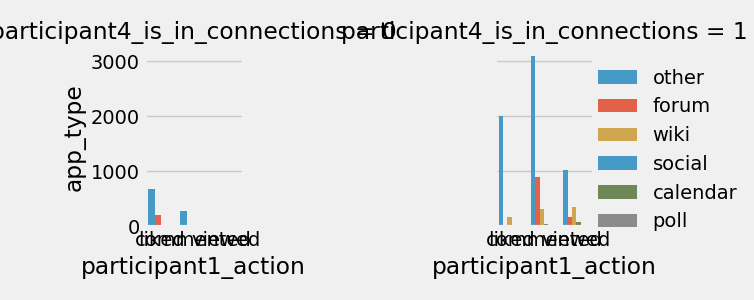 participant4_is_in_connections = 0
participant4_is_in_connections = 1
3000
2000
1000
0
app_type
participant1_action
participant1_action
other
forum
wiki
social
calendar
poll